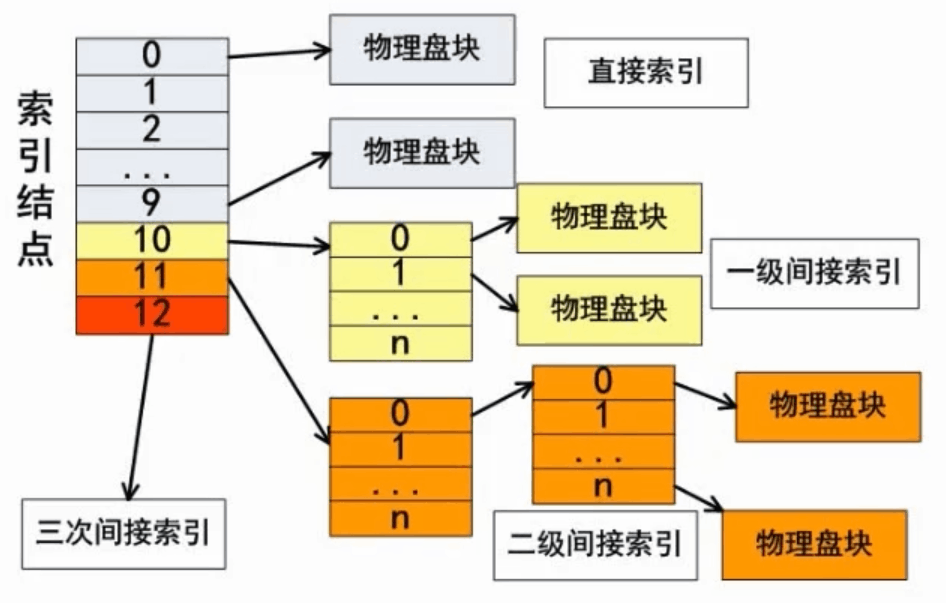 索引结点
0
1
2
...
9
10
11
12
物理盘块
物理盘块
直接索引
0
1
...
n
物理盘块
物理盘块
一级间接索引
0
1
...
n
0
1
...
n
物理盘块
物理盘块
二级间接索引
三次间接索引